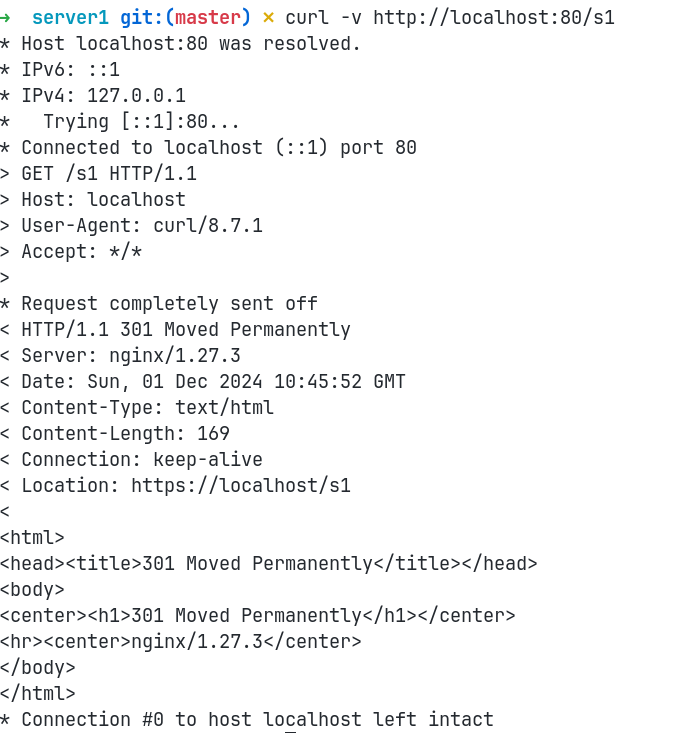 →  server1 git:(master) ✗ curl -v http://localhost:80/s1
* Host localhost:80 was resolved.
* IPv6: ::1
* IPv4: 127.0.0.1
*   Trying [::1]:80...
* Connected to localhost (::1) port 80
> GET /s1 HTTP/1.1
> Host: localhost
> User-Agent: curl/8.7.1
> Accept: */*
>
* Request completely sent off
< HTTP/1.1 301 Moved Permanently
< Server: nginx/1.27.3
< Date: Sun, 01 Dec 2024 10:45:52 GMT
< Content-Type: text/html
< Content-Length: 169
< Connection: keep-alive
< Location: https://localhost/s1
<
<html>
<head><title>301 Moved Permanently</title></head>
<body>
<center><h1>301 Moved Permanently</h1></center>
<hr><center>nginx/1.27.3</center>
</body>
</html>
* Connection #0 to host localhost left intact